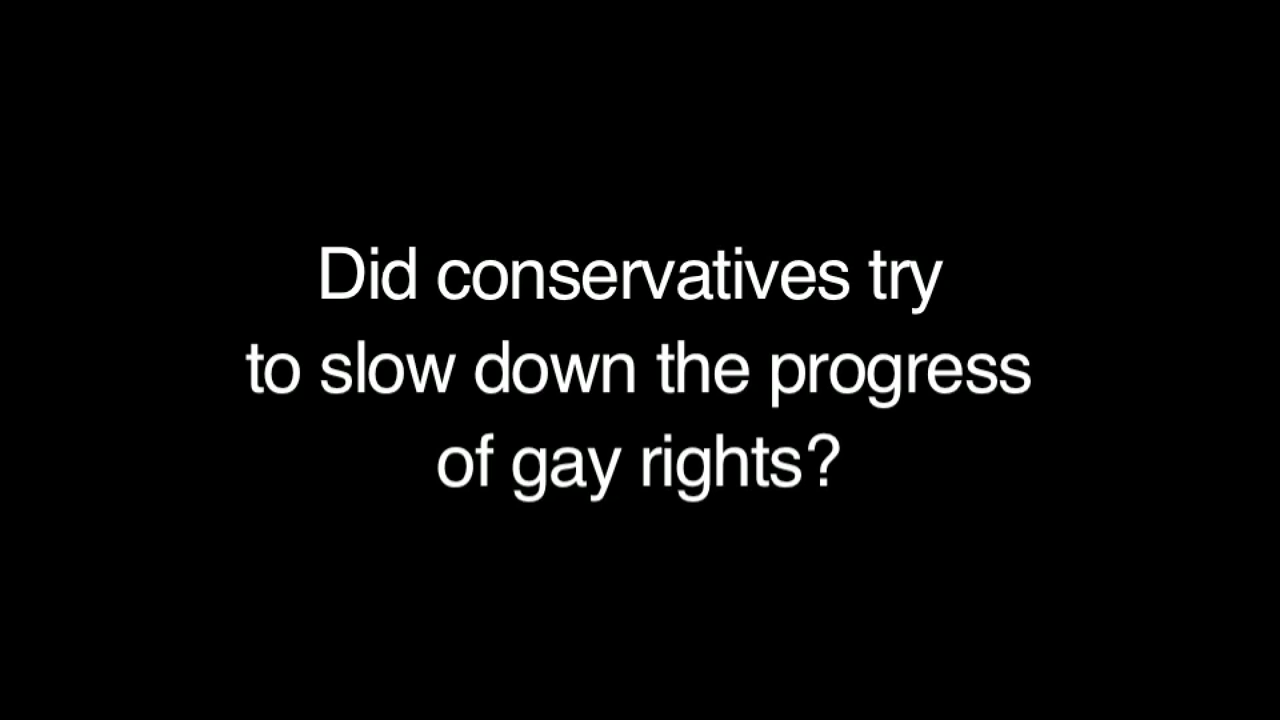 Did conservatives try
to slow down the progress
of gay rights?